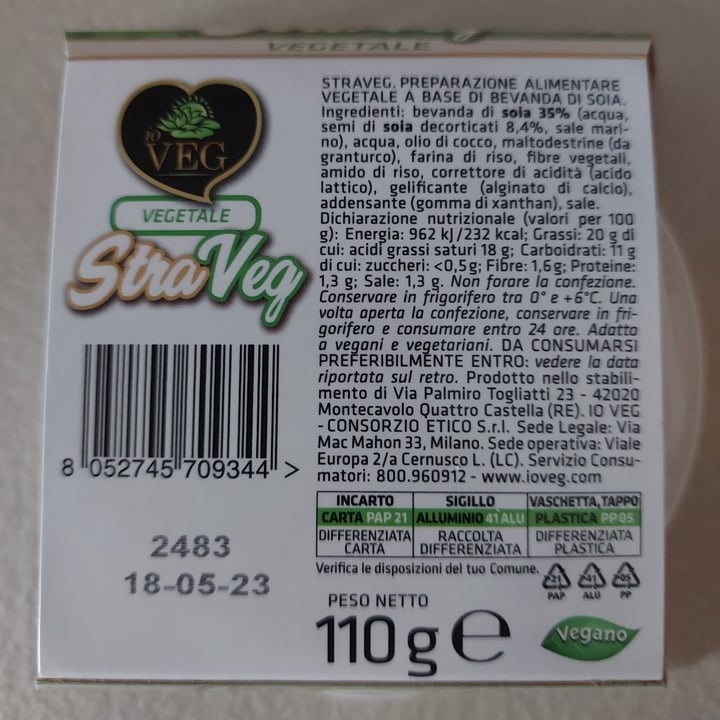 VEGETALE
IO
VEG
VEGETALE
StraVeg
8 052745 709344 >
2483
18-05-23
STRAVEG. PREPARAZIONE ALIMENTARE
VEGETALE A BASE DI BEVANDA DI SOIA.
Ingredienti: bevanda di soia 35% (acqua,
semi di soia decorticati 8,4%, sale mari-
no), acqua, olio di cocco, maltodestrine (da
granturco), farina di riso, fibre vegetali,
amido di riso, correttore di acidità (acido
lattico), gelificante (alginato di calcio),
addensante (gomma di xanthan), sale.
Dichiarazione nutrizionale (valori per 100
g): Energia: 962 kJ/232 kcal; Grassi: 20 g di
cui: acidi grassi saturi 18 g; Carboidrati: 11 g
di cui: zuccheri: <0,5 g; Fibre: 1,6 g; Proteine:
1,3 g; Sale: 1,3 g. Non forare la confezione.
Conservare in frigorifero tra 0° e +6°C. Una
volta aperta la confezione, conservare in fri-
gorifero e consumare entro 24 ore. Adatto
a vegani e vegetariani. DA CONSUMARSI
PREFERIBILMENTE ENTRO: vedere la data
riportata sul retro. Prodotto nello stabili-
mento di Via Palmiro Togliatti 23 - 42020
Montecavolo Quattro Castella (RE). IO VEG
- CONSORZIO ETICO S.r.l. Sede Legale: Via
Mac Mahon 33, Milano. Sede operativa: Viale
Europa 2/a Cernusco L. (LC). Servizio Consu-
matori: 800.960912 - www.ioveg.com
INCARTO SIGILLO VASCHETTA,TAPPO
CARTA PAP 21 ALLUMINIO 41 ALU PLASTICA PP05
DIFFERENZIATA RACCOLTA DIFFERENZIATA
CARTA DIFFERENZIATA PLASTICA
Verifica le disposizioni del tuo Comune.
21 41 05
PAP ALU PP
PESO NETTO
110 g e
Vegano